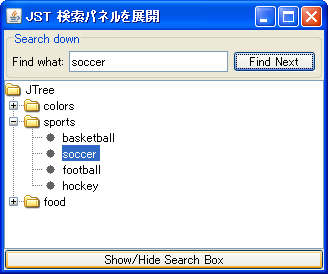 JST 検索パネルを展開
Search down
Find what: soccer Find Next
JTree
colors
sports
basketball
soccer
football
hockey
food
Show/Hide Search Box